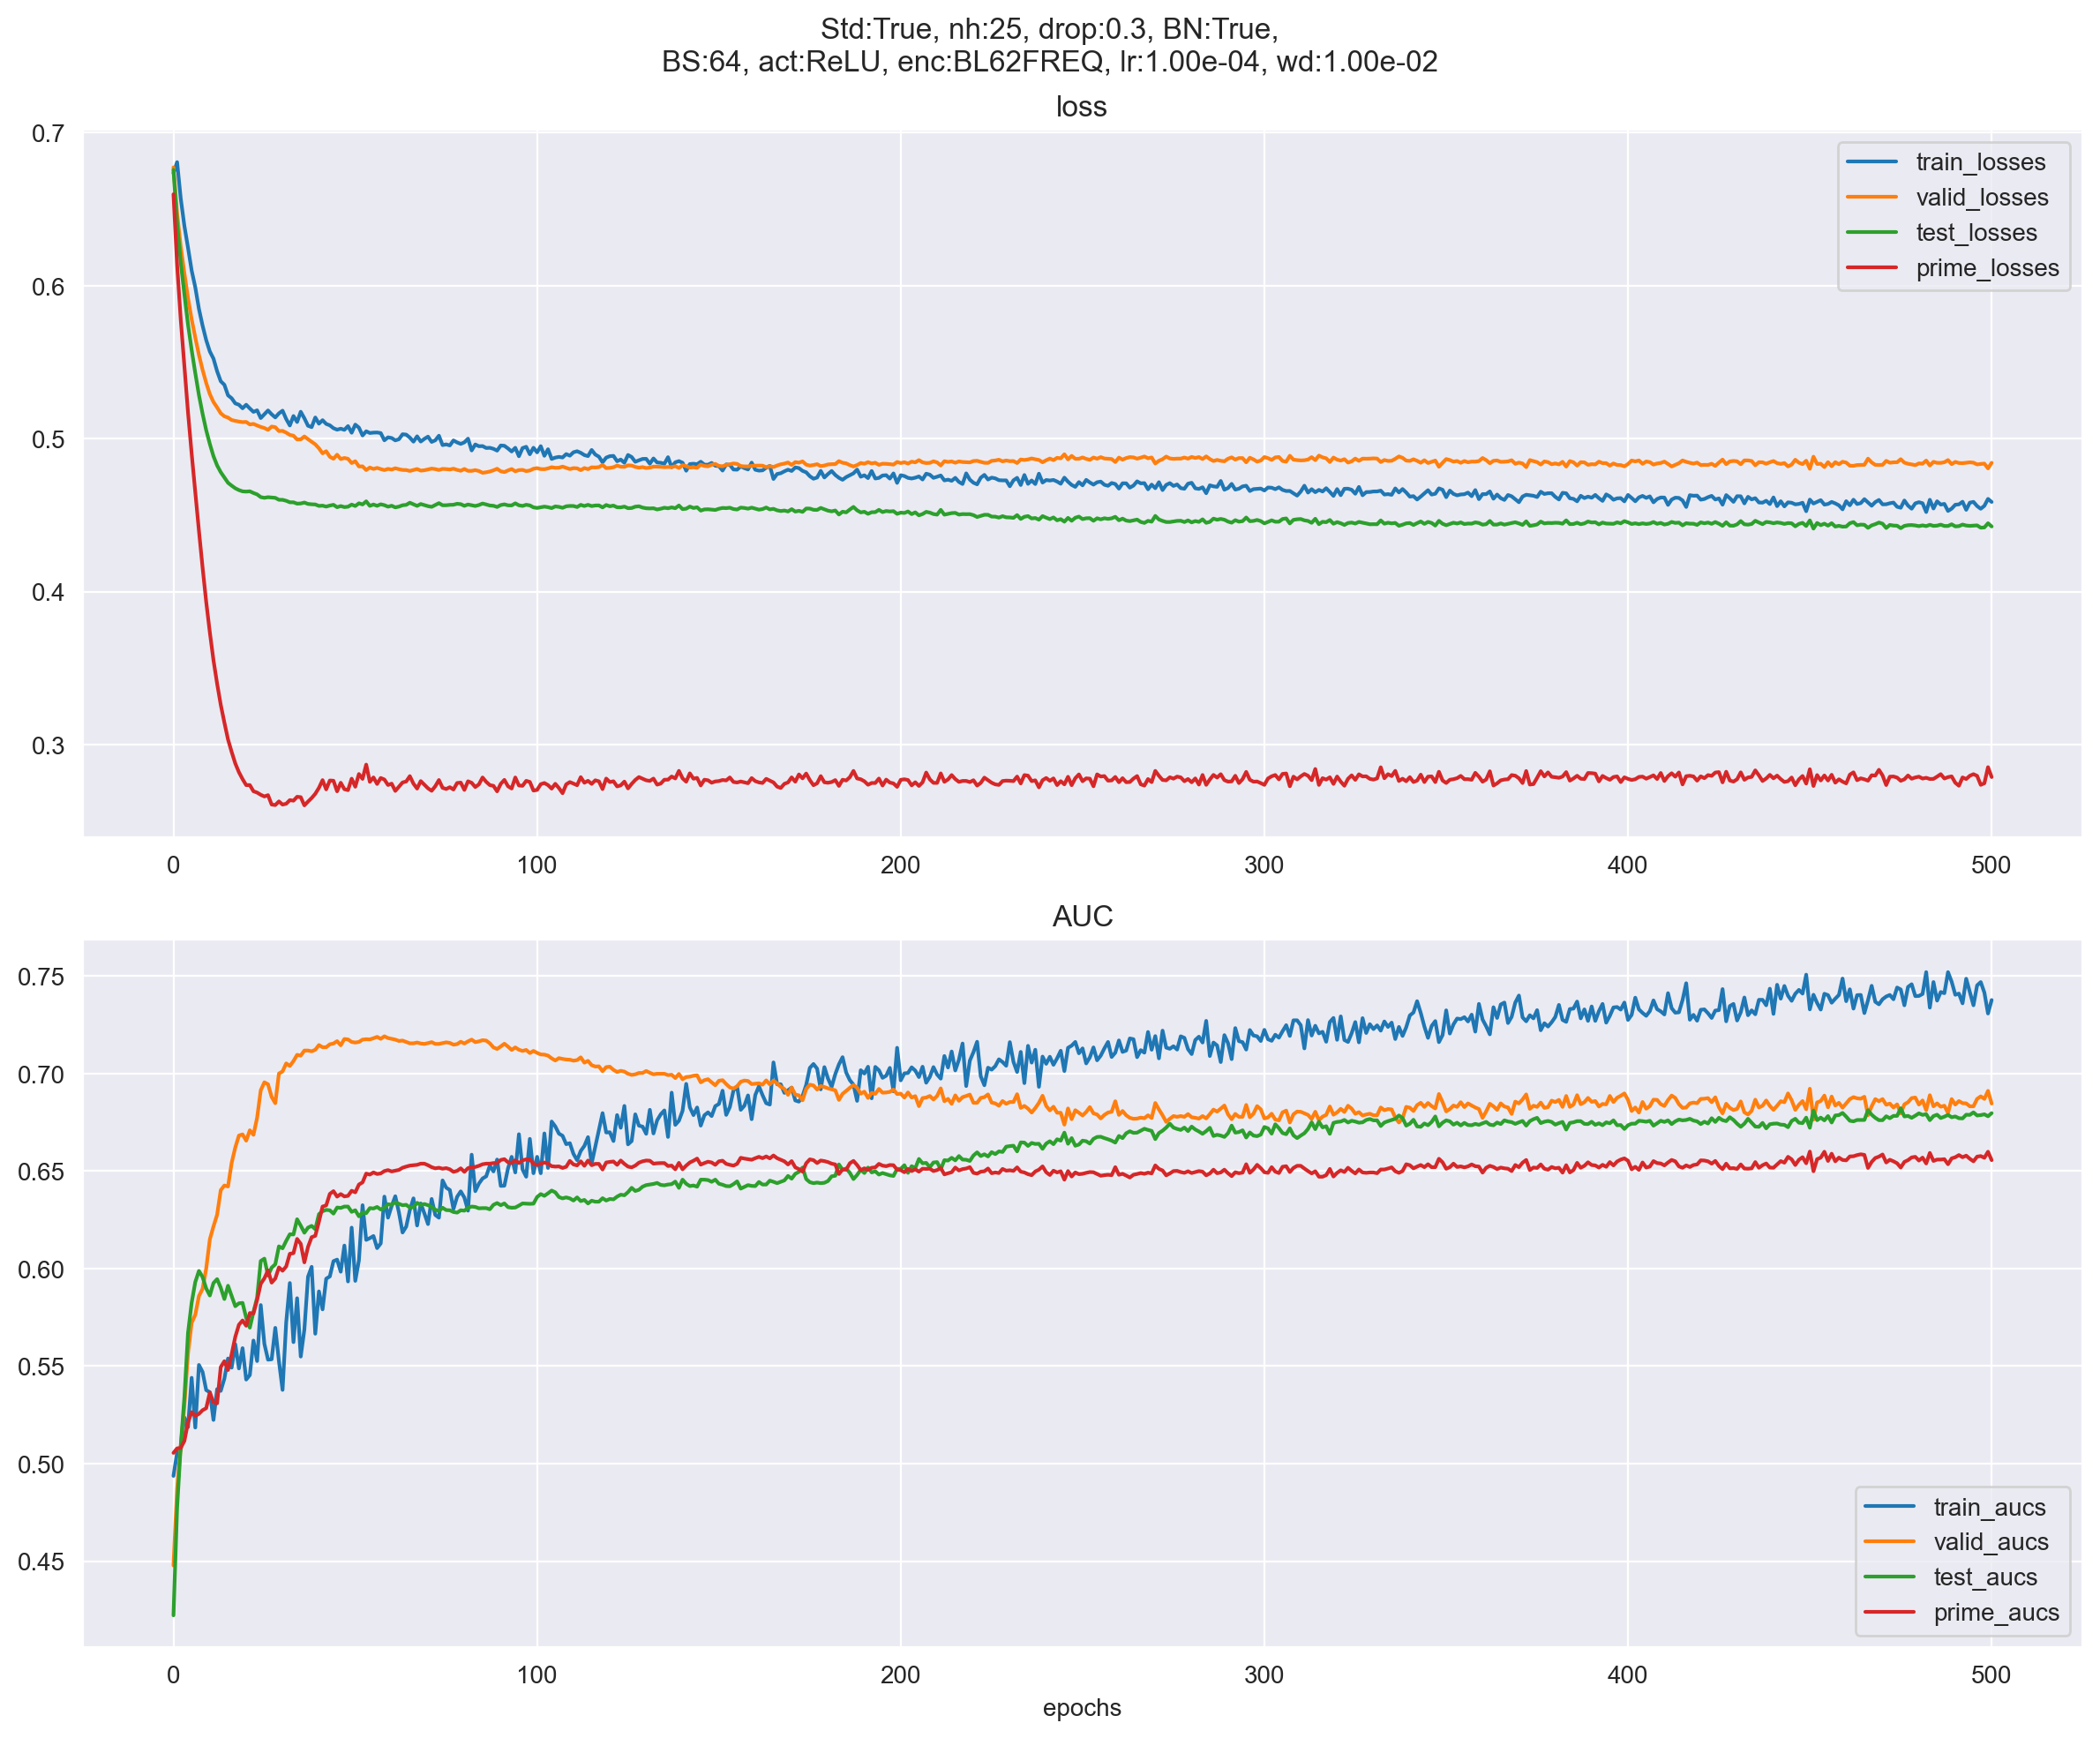 Std:True, nh:25, drop:0.3, BN:True,
BS:64, act:ReLU, enc:BL62FREQ, lr:1.00e-04, wd:1.00e-02
loss
0.7
0.6
0.5
0.4
0.3
train_losses
valid_losses
test_losses
prime_losses
0 100 200 300 400 500
AUC
0.75
0.70
0.65
0.60
0.55
0.50
0.45
train_aucs
valid_aucs
test_aucs
prime_aucs
0 100 200 300 400 500
epochs